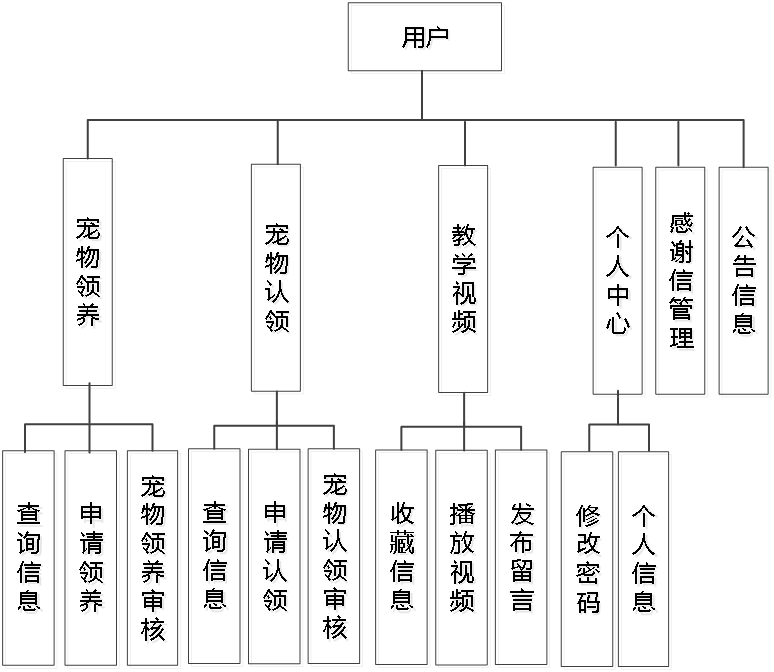 用户
宠物领养
宠物认领
教学视频
个人中心
感谢信管理
公告信息
查询信息
申请领养
宠物领养审核
查询信息
申请认领
宠物认领审核
收藏信息
播放视频
发布留言
修改密码
个人信息